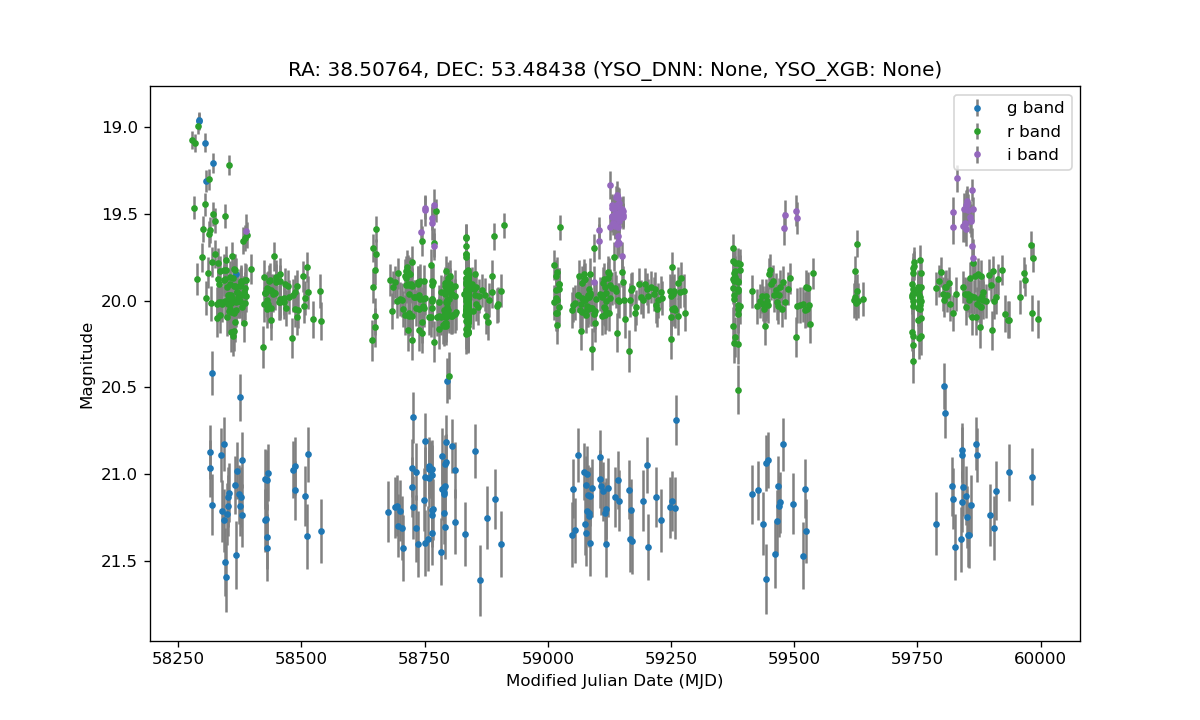 RA: 38.50764, DEC: 53.48438 (YSO_DNN: None, YSO_XGB: None)
g band
r band
i band
19.0
19.5
20.0
20.5
21.0
21.5
Magnitude
58250 58500 58750 59000 59250 59500 59750 60000
Modified Julian Date (MJD)